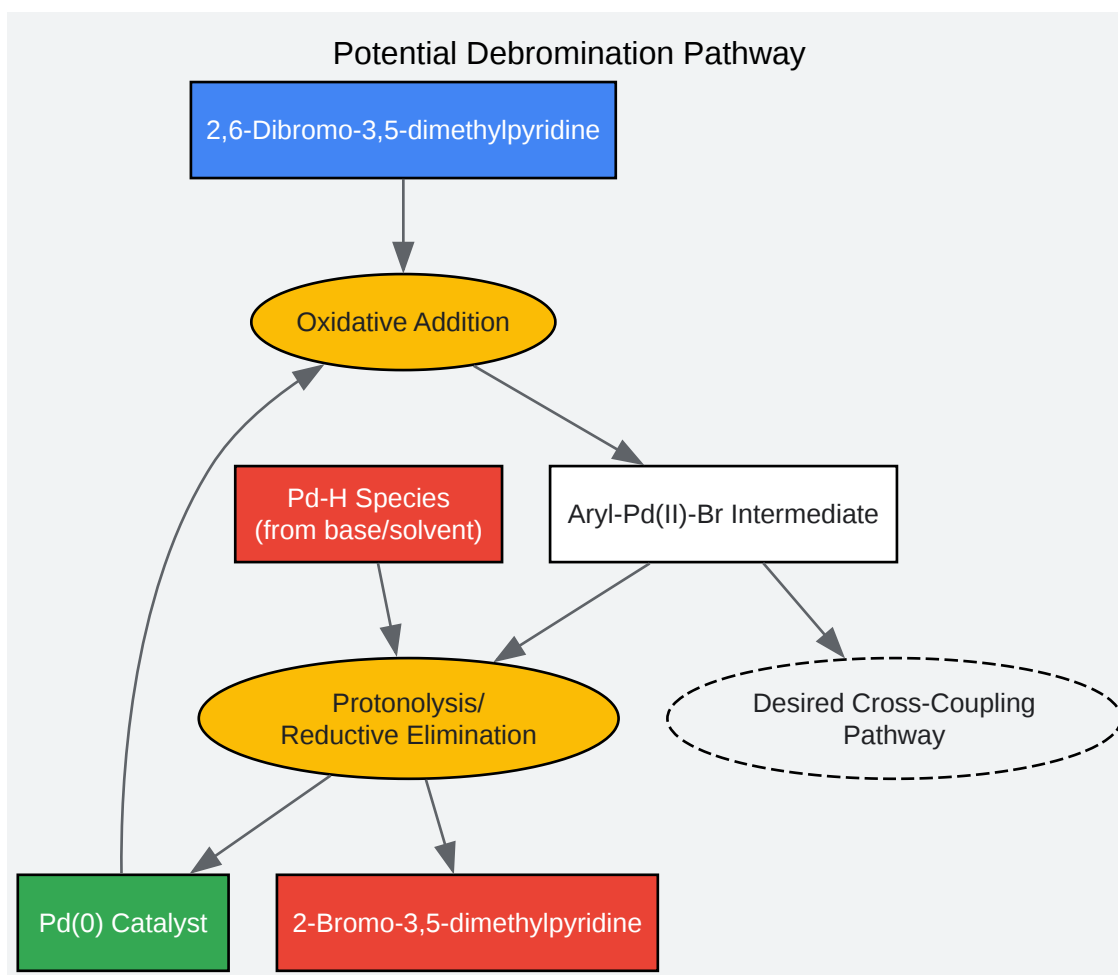 Potential Debromination Pathway
2,6-Dibromo-3,5-dimethylpyridine
Oxidative Addition
Pd-H Species
(from base/solvent)
Aryl-Pd(II)-Br Intermediate
Protonolysis/
Reductive Elimination
Desired Cross-Coupling
Pathway
Pd(0) Catalyst
2-Bromo-3,5-dimethylpyridine